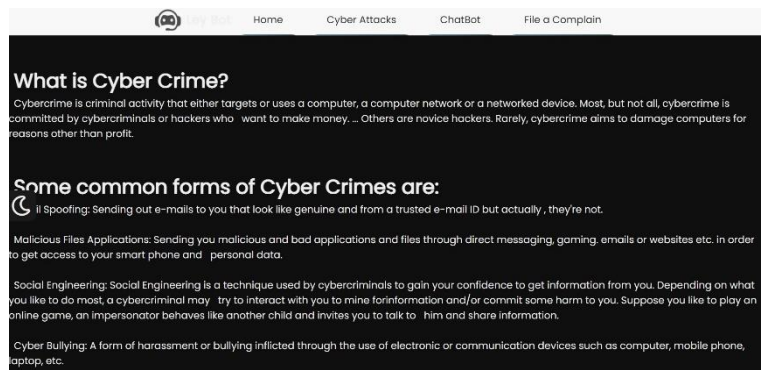 Ley Bot Home Cyber Attacks ChatBot File a Complain
What is Cyber Crime?
Cybercrime is criminal activity that either targets or uses a computer, a computer network or a networked device. Most, but not all, cybercrime is
committed by cybercriminals or hackers who want to make money. ... Others are novice hackers. Rarely, cybercrime aims to damage computers for
reasons other than profit.
Some common forms of Cyber Crimes are:
il Spoofing: Sending out e-mails to you that look like genuine and from a trusted e-mail ID but actually , they're not.
Malicious Files Applications: Sending you malicious and bad applications and files through direct messaging, gaming. emails or websites etc. in order
to get access to your smart phone and personal data.
Social Engineering: Social Engineering is a technique used by cybercriminals to gain your confidence to get information from you. Depending on what
you like to do most, a cybercriminal may try to interact with you to mine forinformation and/or commit some harm to you. Suppose you like to play an
online game, an impersonator behaves like another child and invites you to talk to him and share information.
Cyber Bullying: A form of harassment or bullying inflicted through the use of electronic or communication devices such as computer, mobile phone,
laptop, etc.